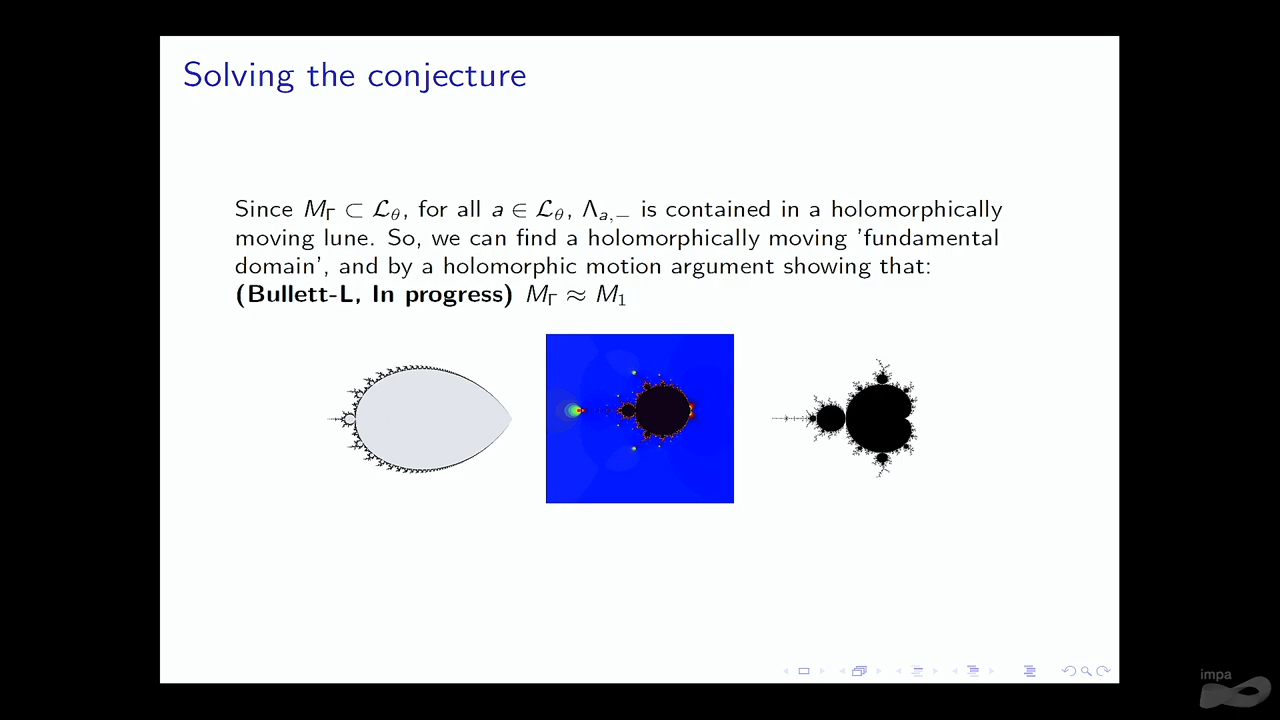 Solving the conjecture
Since M_Γ ⊂ ℒ_θ, for all a ∈ ℒ_θ, Λ_{a,−} is contained in a holomorphically
moving lune. So, we can find a holomorphically moving 'fundamental
domain', and by a holomorphic motion argument showing that:
(Bullett-L, In progress) M_Γ ≈ M_1
impa